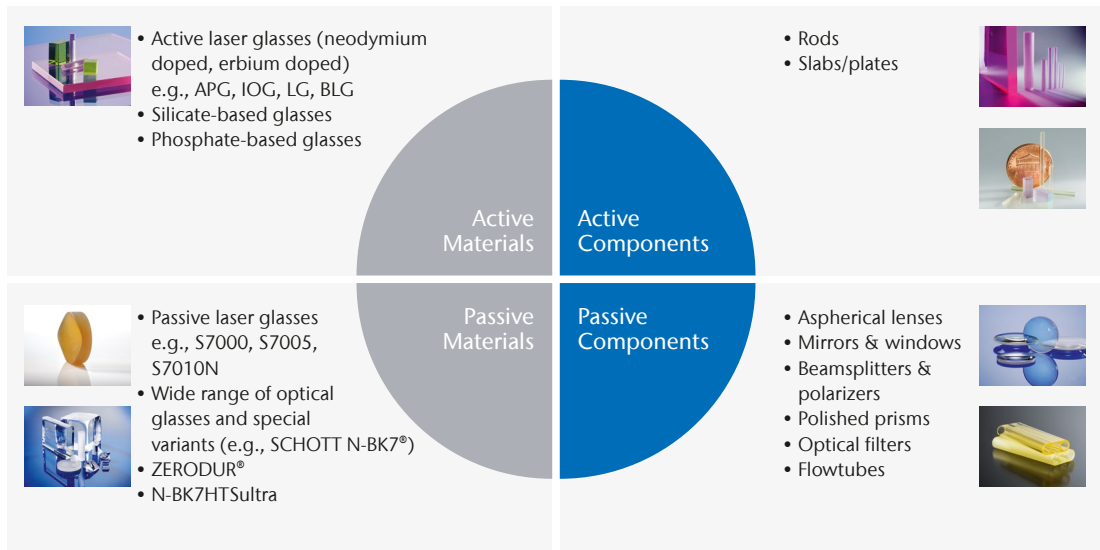 • Active laser glasses (neodymium
doped, erbium doped)
e.g., APG, IOG, LG, BLG
• Silicate-based glasses
• Phosphate-based glasses
Active
Materials
Active
Components
• Rods
• Slabs/plates
• Passive laser glasses
e.g., S7000, S7005,
S7010N
• Wide range of optical
glasses and special
variants (e.g., SCHOTT N-BK7®)
• ZERODUR®
• N-BK7HTSultra
Passive
Materials
Passive
Components
• Aspherical lenses
• Mirrors & windows
• Beamsplitters &
polarizers
• Polished prisms
• Optical filters
• Flowtubes